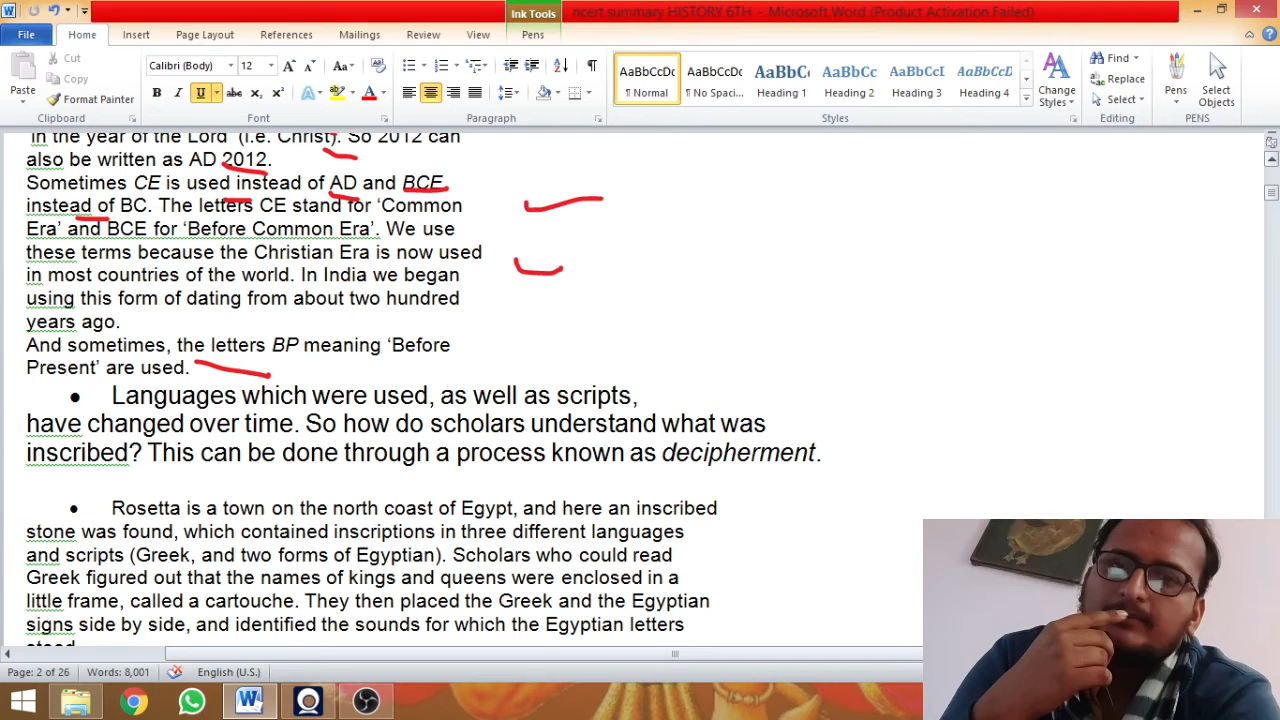 Ink Tools
ncert summary HISTORY 6TH - Microsoft Word (Product Activation Failed)
File Home Insert Page Layout References Mailings Review View Pens
Cut
Copy
Format Painter
Paste
Calibri (Body) 12
AaBbCcDc AaBbCcDc AaBbCc AaBbCc AaBbCcI AaBbCcI
¶ Normal ¶ No Spaci... Heading 1 Heading 2 Heading 3 Heading 4
Change Styles
Find
Replace
Select
Pens
Select Objects
Clipboard Font Paragraph Styles Editing PENS
in the year of the Lord (i.e. Christ). So 2012 can
also be written as AD 2012.
Sometimes CE is used instead of AD and BCE
instead of BC. The letters CE stand for ‘Common
Era’ and BCE for ‘Before Common Era’. We use
these terms because the Christian Era is now used
in most countries of the world. In India we began
using this form of dating from about two hundred
years ago.
And sometimes, the letters BP meaning ‘Before
Present’ are used.
• Languages which were used, as well as scripts,
have changed over time. So how do scholars understand what was
inscribed? This can be done through a process known as decipherment.
• Rosetta is a town on the north coast of Egypt, and here an inscribed
stone was found, which contained inscriptions in three different languages
and scripts (Greek, and two forms of Egyptian). Scholars who could read
Greek figured out that the names of kings and queens were enclosed in a
little frame, called a cartouche. They then placed the Greek and the Egyptian
signs side by side, and identified the sounds for which the Egyptian letters
Page: 2 of 26 Words: 8,001 English (U.S.)